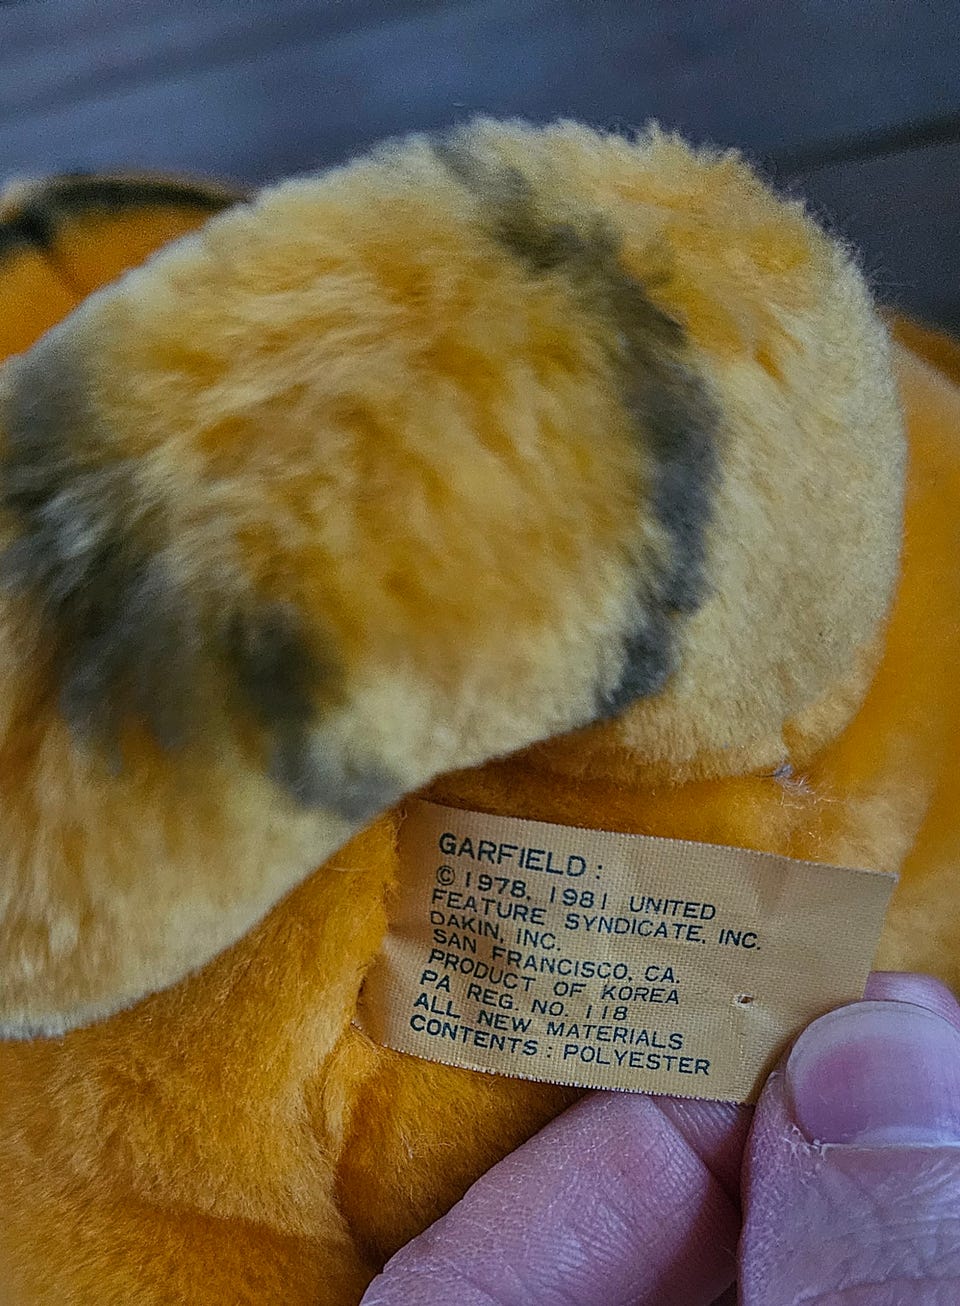 GARFIELD:
© 1978, 1981 UNITED
FEATURE SYNDICATE, INC.
DAKIN, INC.
SAN FRANCISCO, CA.
PRODUCT OF KOREA
PA REG. NO. 118
ALL NEW MATERIALS
CONTENTS: POLYESTER